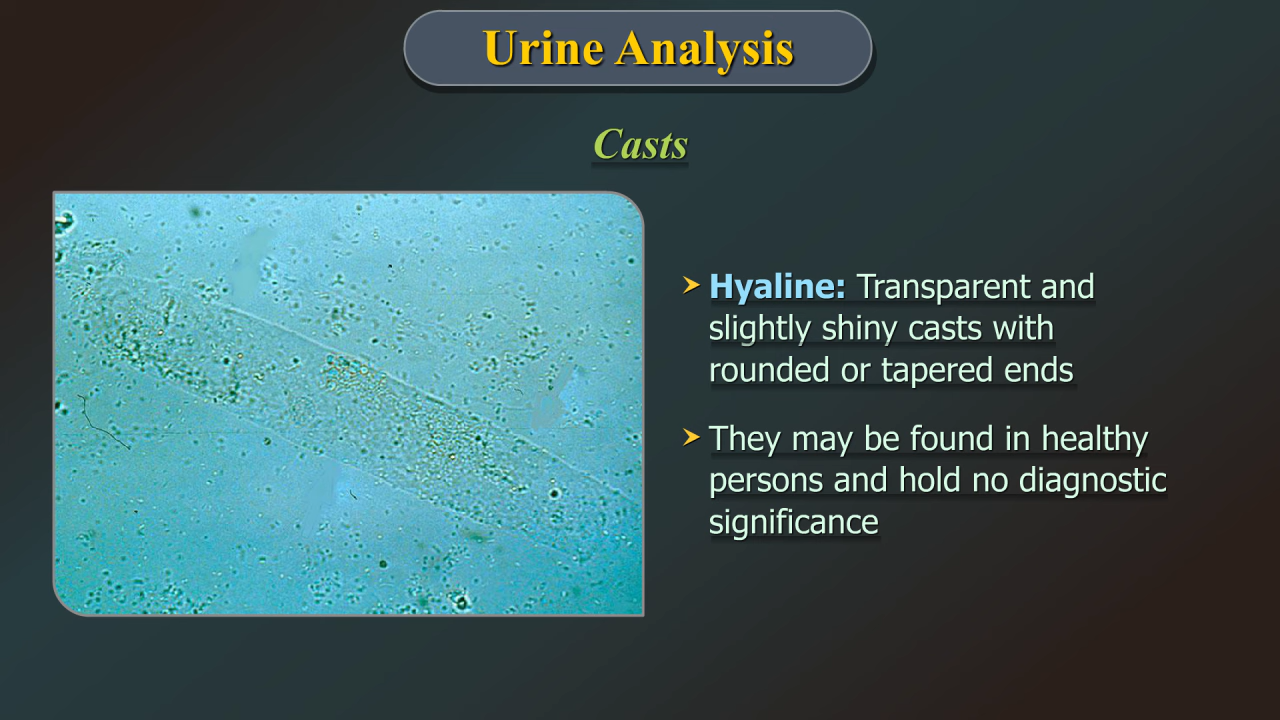 Urine Analysis
Casts
Hyaline: Transparent and
slightly shiny casts with
rounded or tapered ends
They may be found in healthy
persons and hold no diagnostic
significance